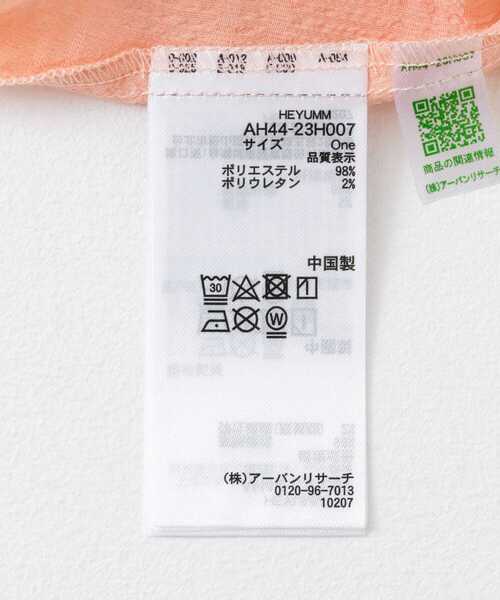 HEYUMM
AH44-23H007
サイズ One
品質表示
ポリエステル 98%
ポリウレタン 2%
中国製
30
W
(株)アーバンリサーチ
0120-96-7013
10207
AH44-23H007
商品の関連情報
(株)アーバンリサーチ